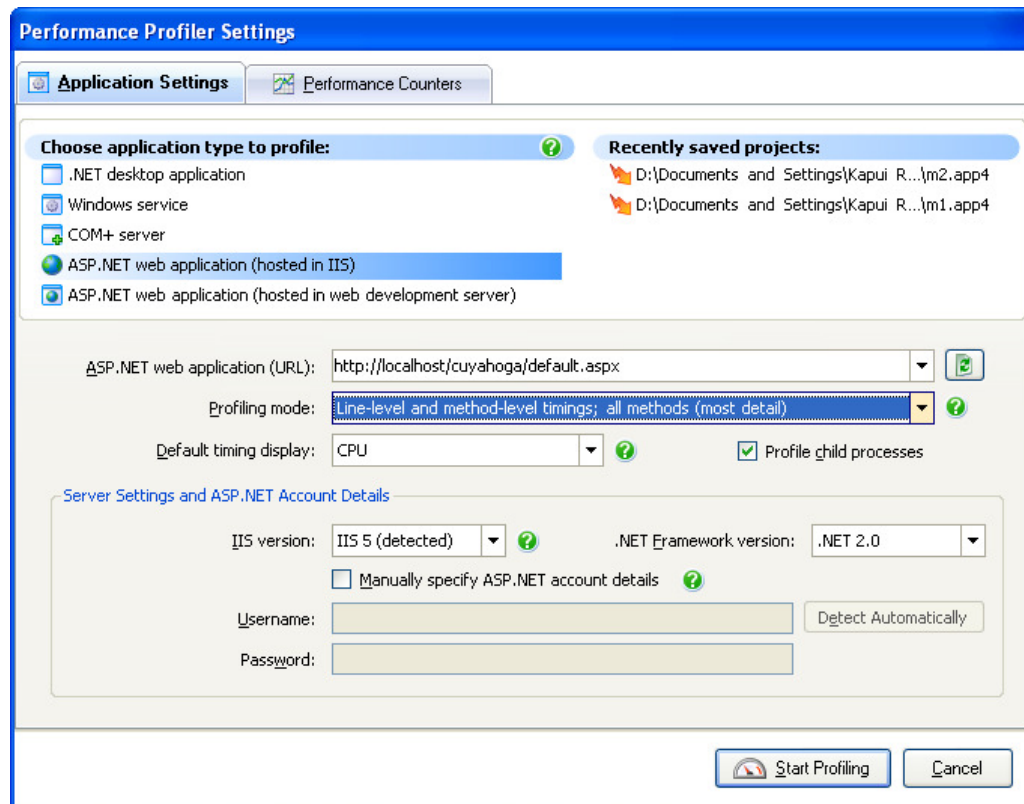 Performance Profiler Settings
Application Settings
Performance Counters
Choose application type to profile:
.NET desktop application
Windows service
COM+ server
ASP.NET web application (hosted in IIS)
ASP.NET web application (hosted in web development server)
Recently saved projects:
D:\Documents and Settings\Kapui R...\m2.app4
D:\Documents and Settings\Kapui R...\m1.app4
ASP.NET web application (URL): http://localhost/cuyahoga/default.aspx
Profiling mode: Line-level and method-level timings; all methods (most detail)
Default timing display: CPU Profile child processes
Server Settings and ASP.NET Account Details
IIS version: IIS 5 (detected) .NET Framework version: .NET 2.0
Manually specify ASP.NET account details
Username: Detect Automatically
Password:
Start Profiling Cancel